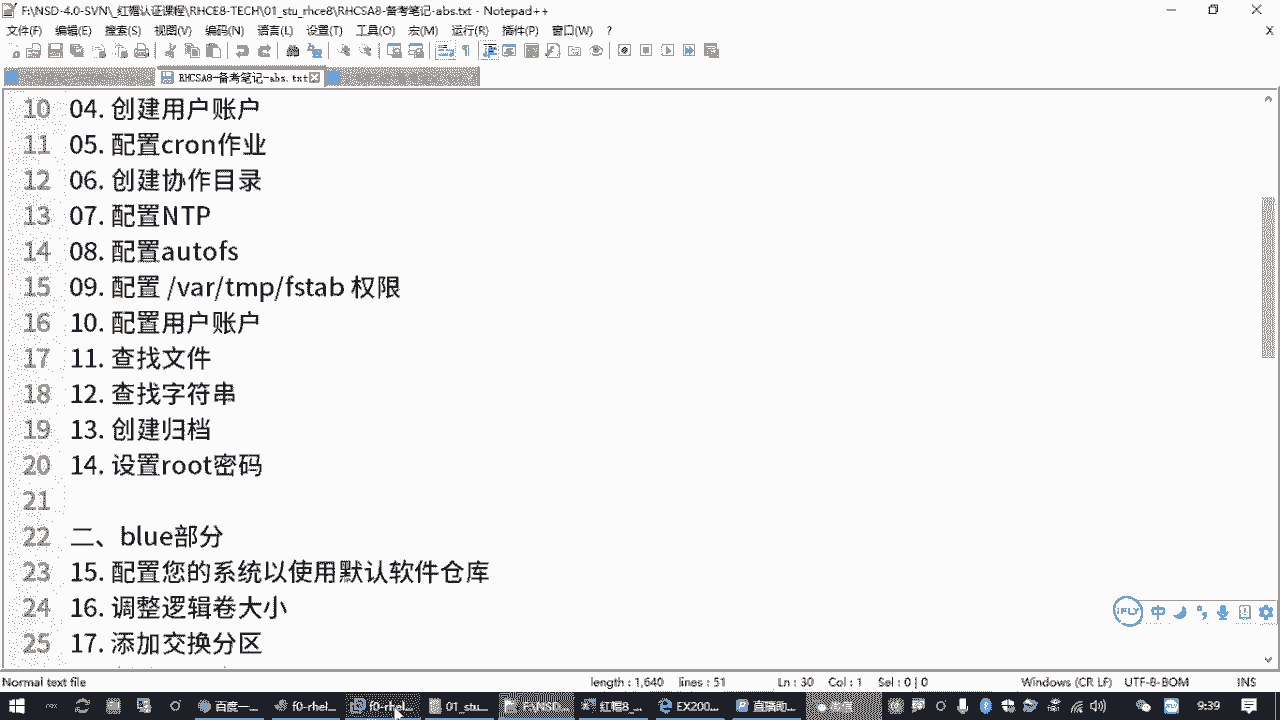 F:\NSD-4.0-SVN\_红帽认证课程\RHCE8-TECH\01_stu_rhce8\RHCSA8-备考笔记-abs.txt - Notepad++
文件(F) 编辑(E) 搜索(S) 视图(V) 编码(N) 语言(L) 设置(T) 工具(O) 宏(M) 运行(R) 插件(P) 窗口(W) ? X
RHCSA8-备考笔记-abs.txt
10 04. 创建用户账户
11 05. 配置cron作业
12 06. 创建协作目录
13 07. 配置NTP
14 08. 配置autofs
15 09. 配置 /var/tmp/fstab 权限
16 10. 配置用户账户
17 11. 查找文件
18 12. 查找字符串
19 13. 创建归档
20 14. 设置root密码
21
22 二、blue部分
23 15. 配置您的系统以使用默认软件仓库
24 16. 调整逻辑卷大小
25 17. 添加交换分区
iFLY 中
Normal text file length : 1,640 lines : 51 Ln : 30 Col : 1 Sel : 0 | 0 Windows (CR LF) UTF-8-BOM INS
百度一... f0-rhel... f0-rhel... 01_stu... F:\NSD... 红帽8_... EX200... 直播间... 9:39